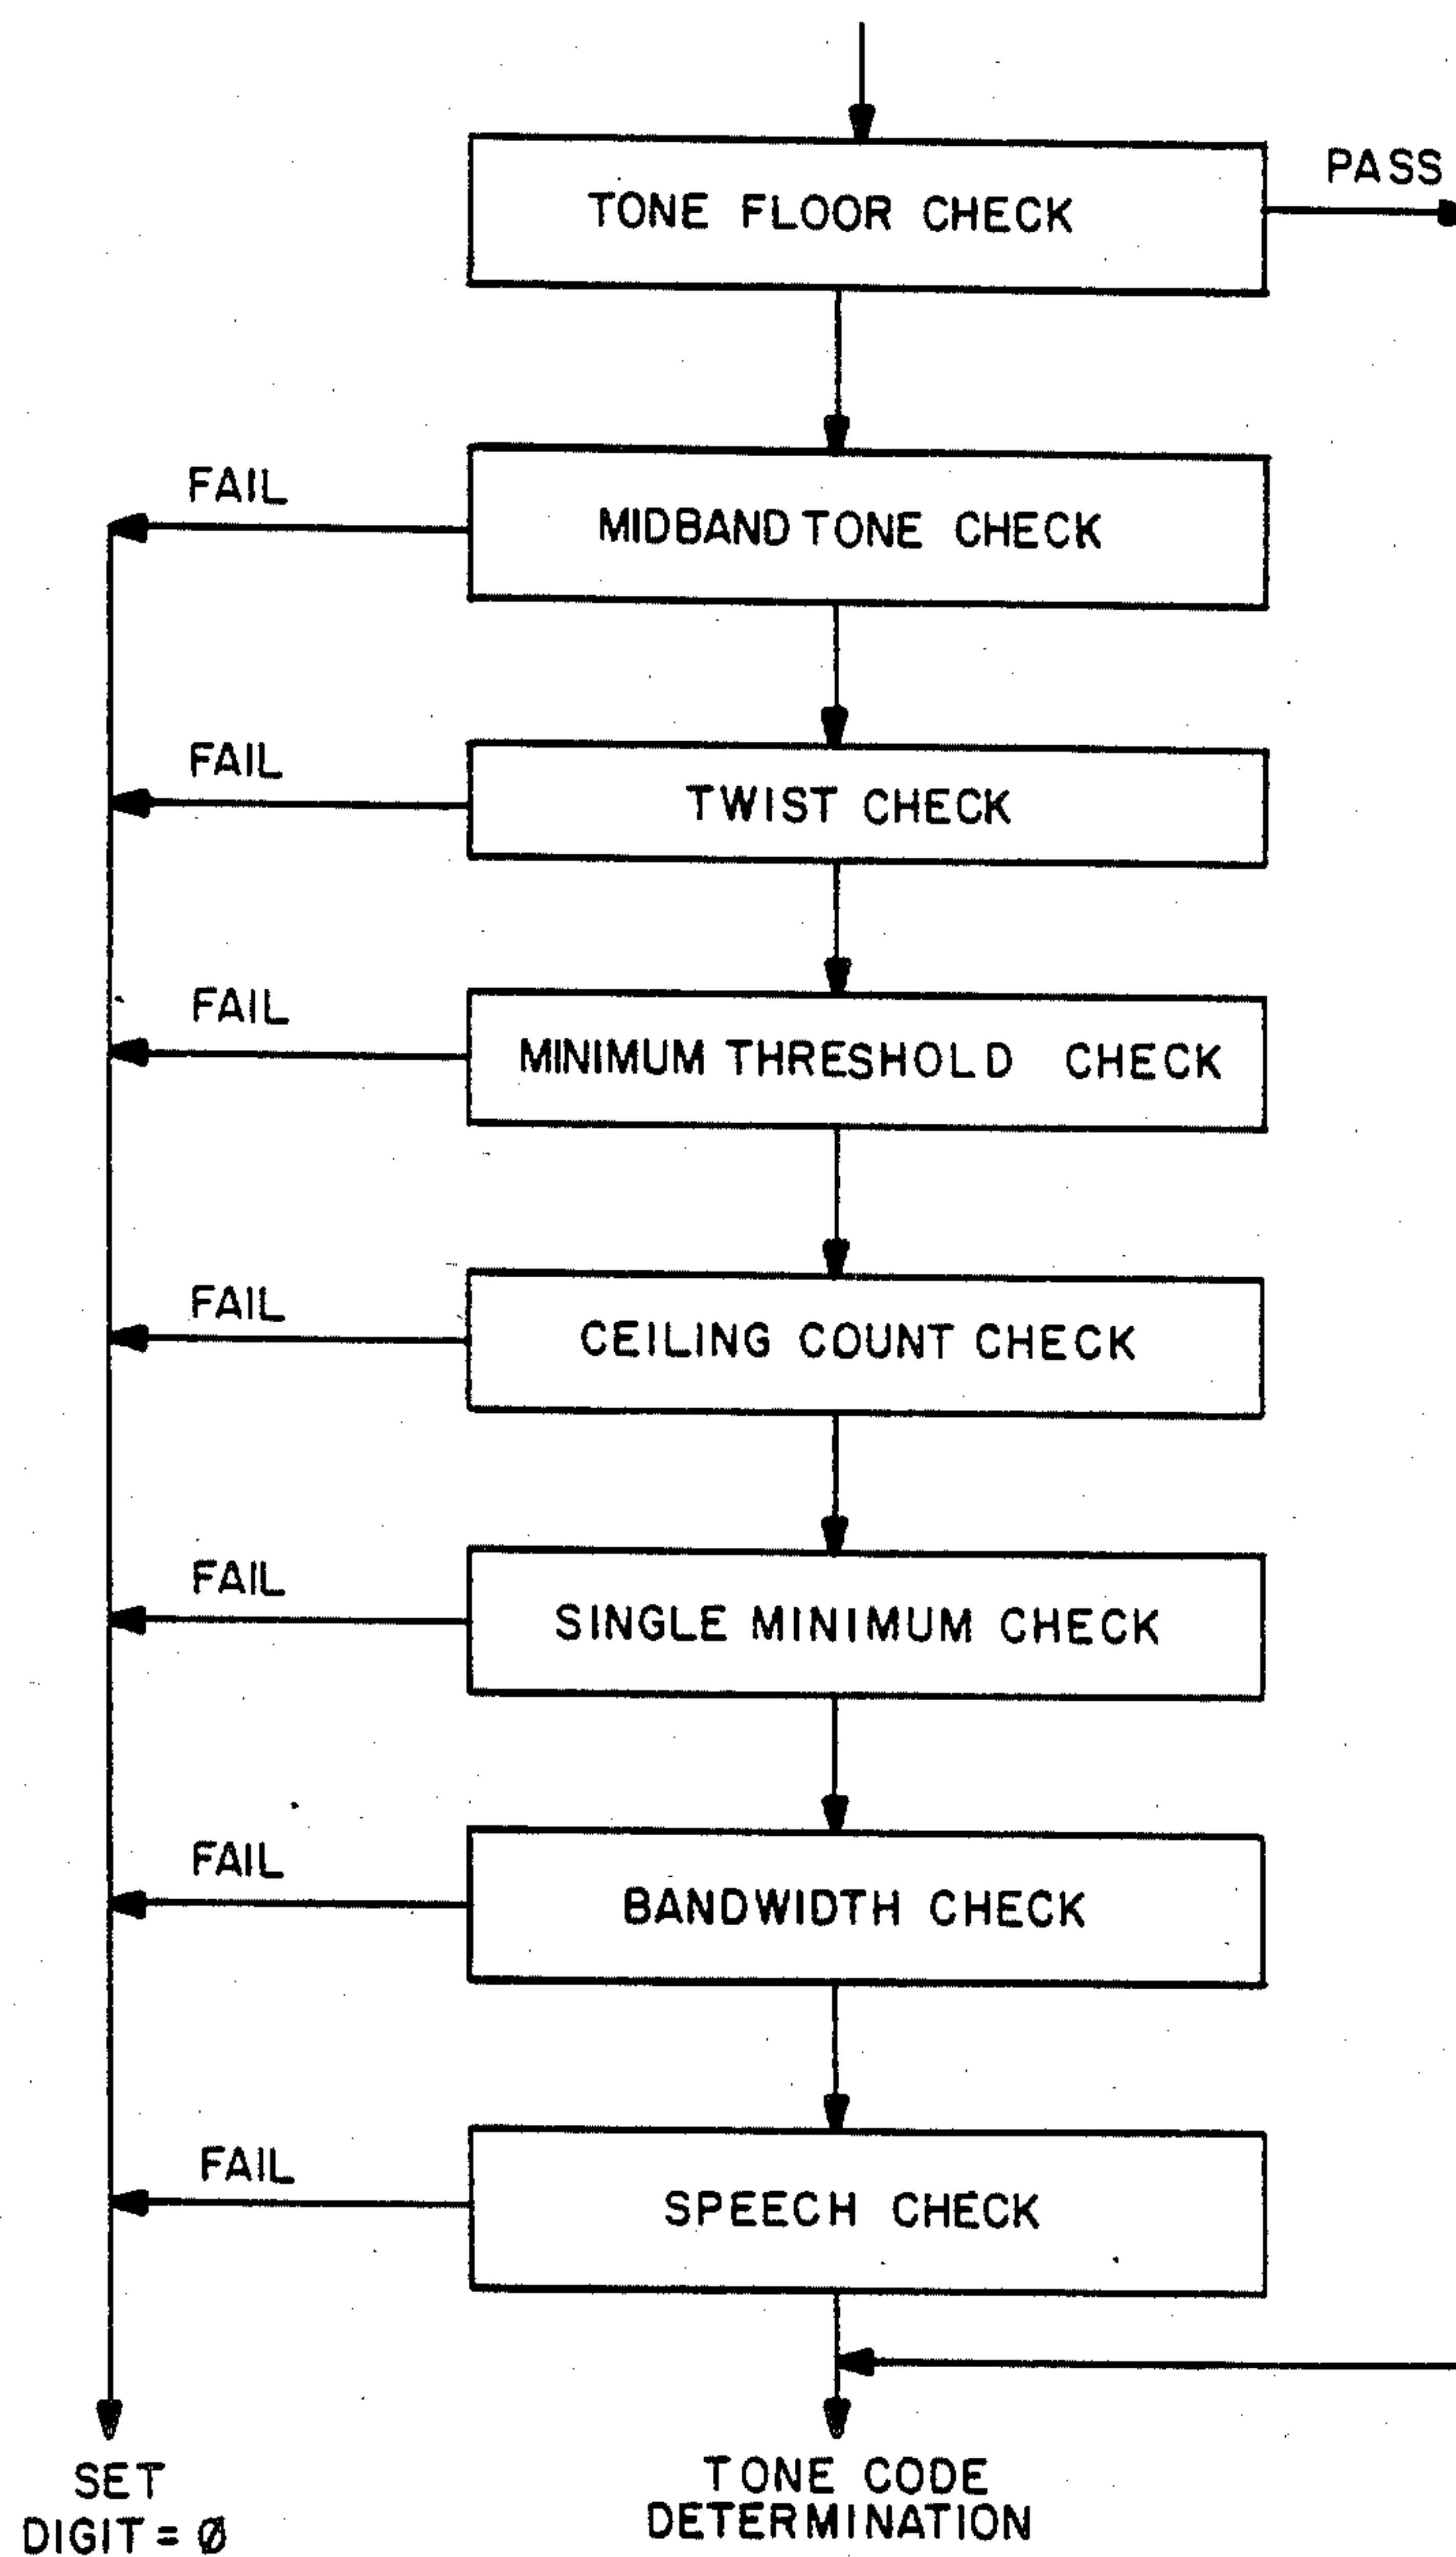 PASS
TONE FLOOR CHECK
FAIL
MIDBAND TONE CHECK
FAIL
TWIST CHECK
FAIL
MINIMUM THRESHOLD CHECK
FAIL
CEILING COUNT CHECK
FAIL
SINGLE MINIMUM CHECK
FAIL
BANDWIDTH CHECK
FAIL
SPEECH CHECK
SET
DIGIT = Ø
TONE CODE
DETERMINATION